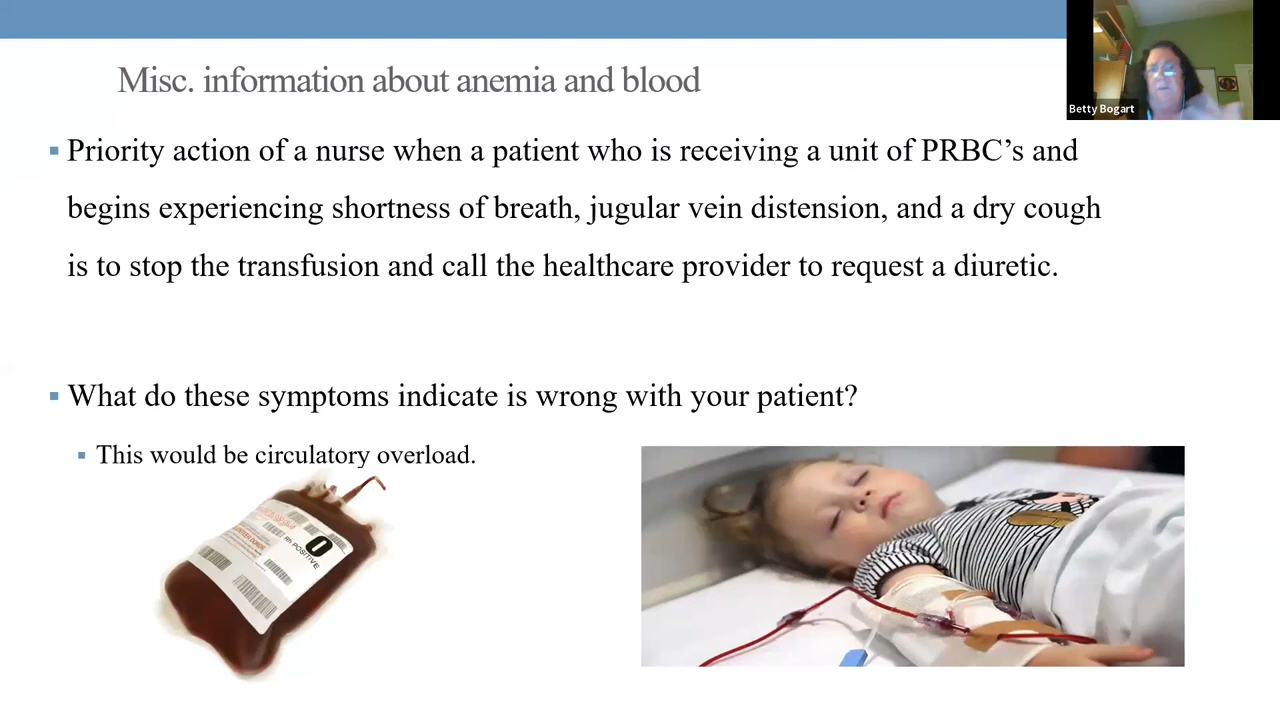 Misc. information about anemia and blood
Betty Bogart
▪ Priority action of a nurse when a patient who is receiving a unit of PRBC’s and
begins experiencing shortness of breath, jugular vein distension, and a dry cough
is to stop the transfusion and call the healthcare provider to request a diuretic.
▪ What do these symptoms indicate is wrong with your patient?
▪ This would be circulatory overload.
O
Rh POSITIVE